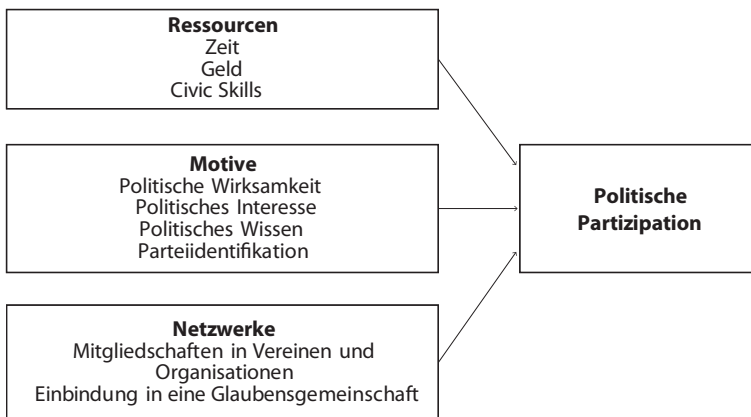 Ressourcen
Zeit
Geld
Civic Skills
Motive
Politische Wirksamkeit
Politisches Interesse
Politisches Wissen
Parteiidentifikation
Netzwerke
Mitgliedschaften in Vereinen und
Organisationen
Einbindung in eine Glaubensgemeinschaft
Politische
Partizipation